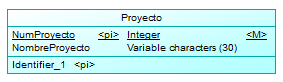 Proyecto
NumProyecto <pi> Integer <M>
NombreProyecto Variable characters (30)
Identifier_1 <pi>